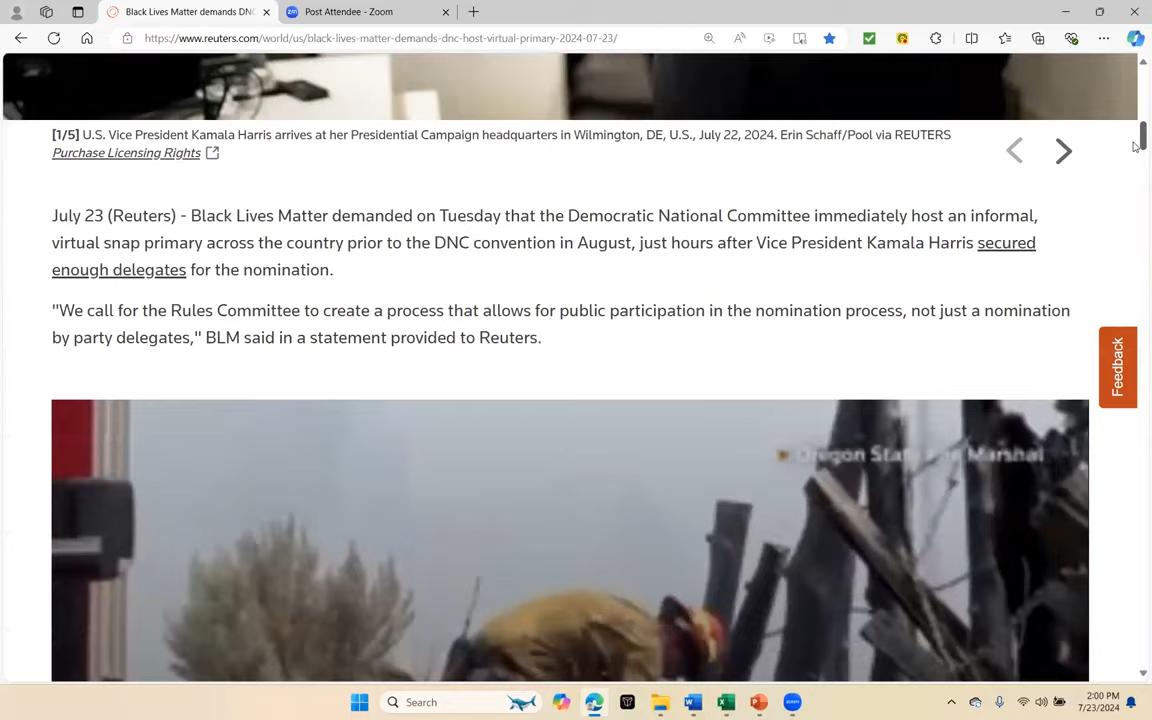 Black Lives Matter demands DNC
Post Attendee - Zoom
https://www.reuters.com/world/us/black-lives-matter-demands-dnc-host-virtual-primary-2024-07-23/
[1/5] U.S. Vice President Kamala Harris arrives at her Presidential Campaign headquarters in Wilmington, DE, U.S., July 22, 2024. Erin Schaff/Pool via REUTERS
Purchase Licensing Rights
July 23 (Reuters) - Black Lives Matter demanded on Tuesday that the Democratic National Committee immediately host an informal,
virtual snap primary across the country prior to the DNC convention in August, just hours after Vice President Kamala Harris secured
enough delegates for the nomination.
"We call for the Rules Committee to create a process that allows for public participation in the nomination process, not just a nomination
by party delegates," BLM said in a statement provided to Reuters.
Feedback
Oregon State Fire Marshal
Search
2:00 PM
7/23/2024